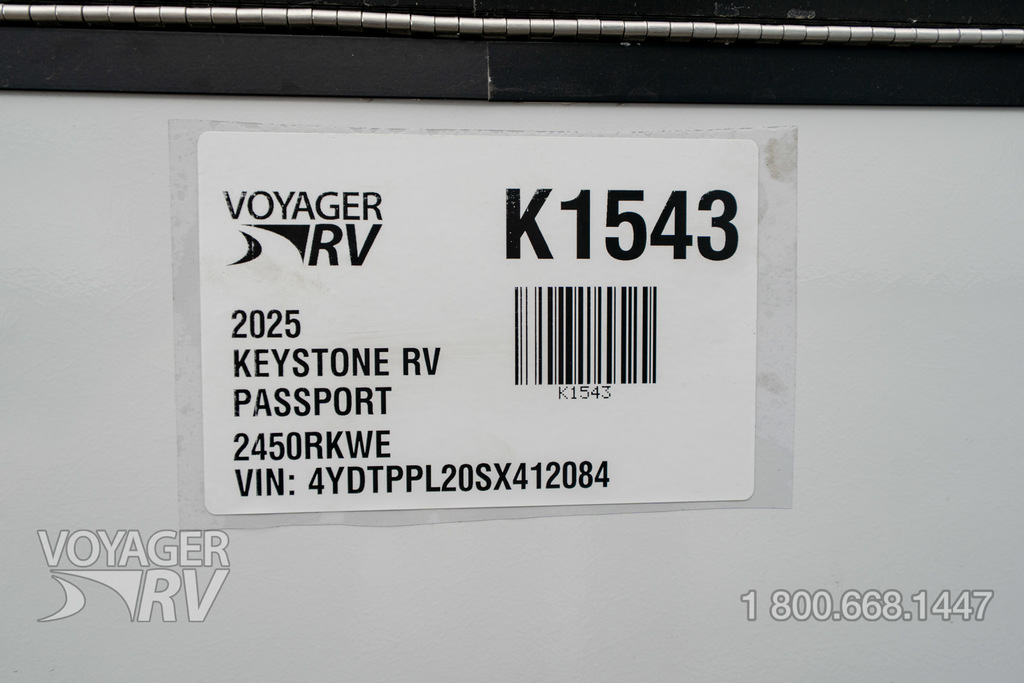 VOYAGER
RV
K1543
K1543
2025
KEYSTONE RV
PASSPORT
2450RKWE
VIN: 4YDTPPL20SX412084
VOYAGER
RV
1 800.668.1447